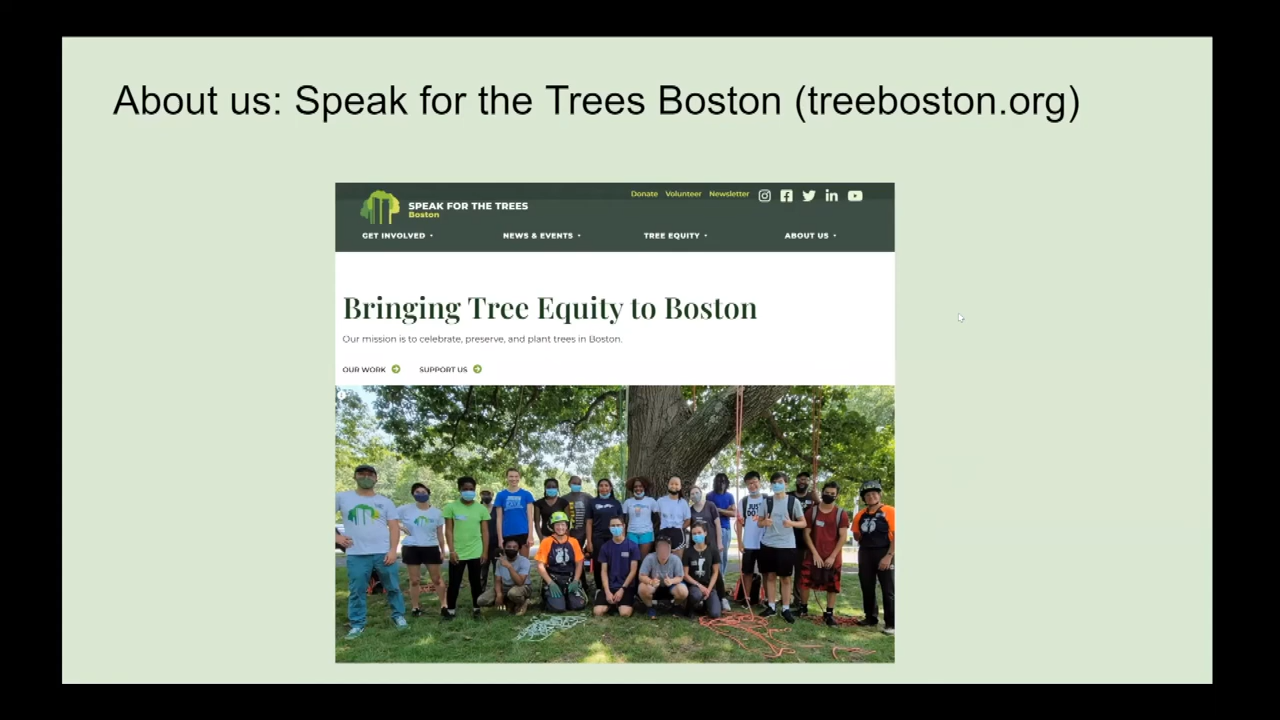 About us: Speak for the Trees Boston (treeboston.org)
Donate Volunteer Newsletter
SPEAK FOR THE TREES
Boston
GET INVOLVED NEWS & EVENTS TREE EQUITY ABOUT US
Bringing Tree Equity to Boston
Our mission is to celebrate, preserve, and plant trees in Boston.
OUR WORK SUPPORT US
JUST
DO